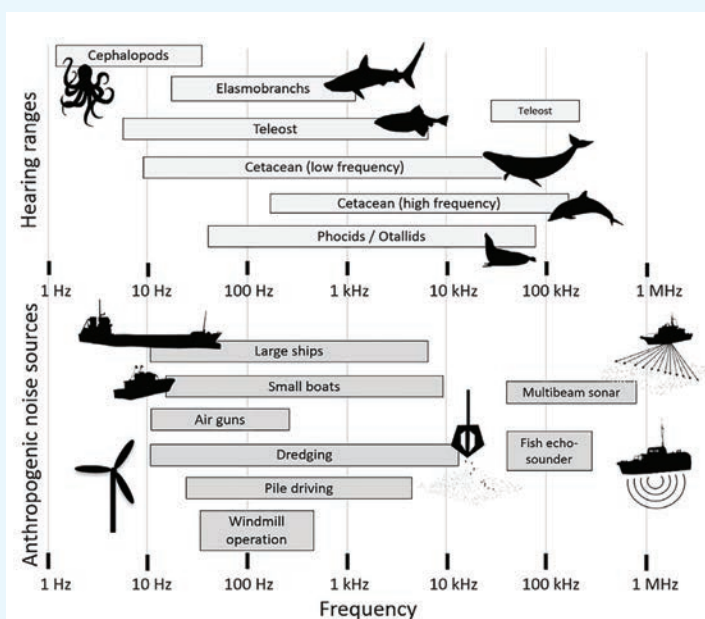 Hearing ranges
Cephalopods
Elasmobranchs
Teleost
Teleost
Cetacean (low frequency)
Cetacean (high frequency)
Phocids / Otallids
1 Hz 10 Hz 100 Hz 1 kHz 10 kHz 100 kHz 1 MHz
Anthropogenic noise sources
Large ships
Small boats
Multibeam sonar
Air guns
Dredging
Fish echo-
sounder
Pile driving
Windmill
operation
1 Hz 10 Hz 100 Hz 1 kHz 10 kHz 100 kHz 1 MHz
Frequency